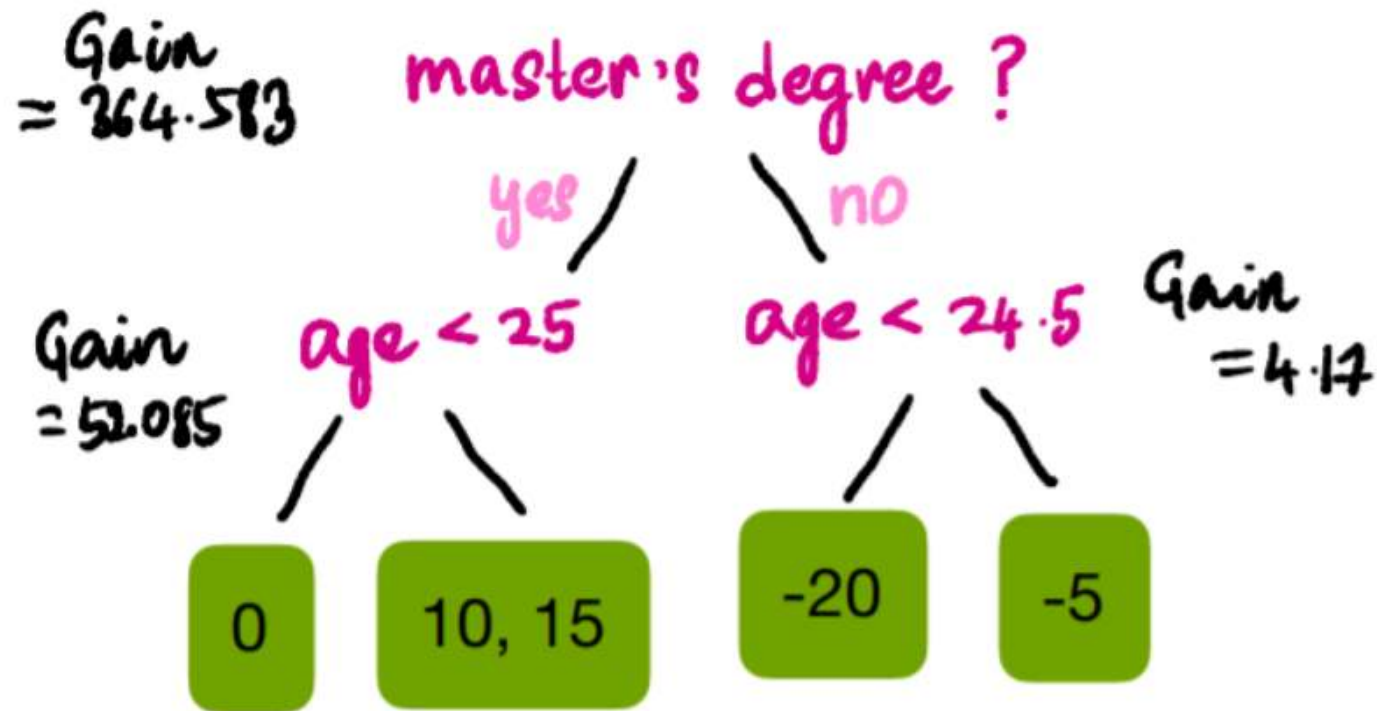 Gain
= 364.583
master's degree ?
yes
no
Gain
= 52.085
age < 25
age < 24.5
Gain
= 4.17
0
10, 15
-20
-5